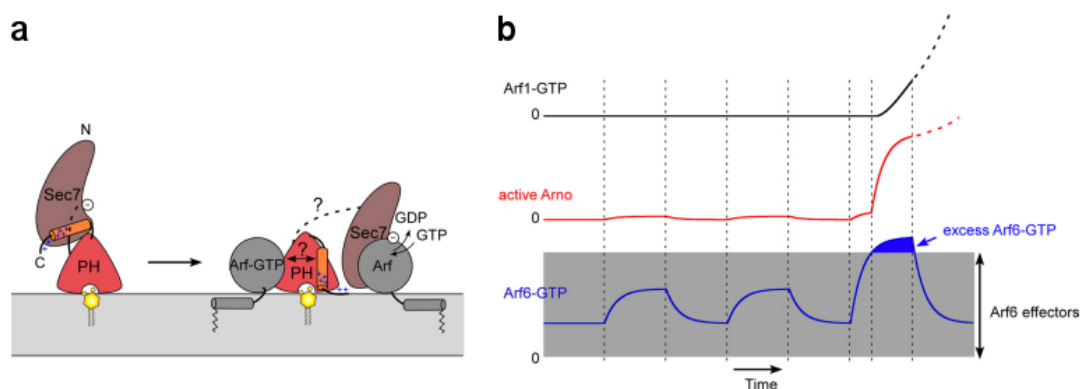 a
N
Sec7
−
C
++
PH
?
?
Sec7
GDP
GTP
−
Arf-GTP
PH
Arf
++
b
Arf1-GTP
0
active Arno
0
excess Arf6-GTP
Arf6-GTP
Arf6 effectors
0
Time